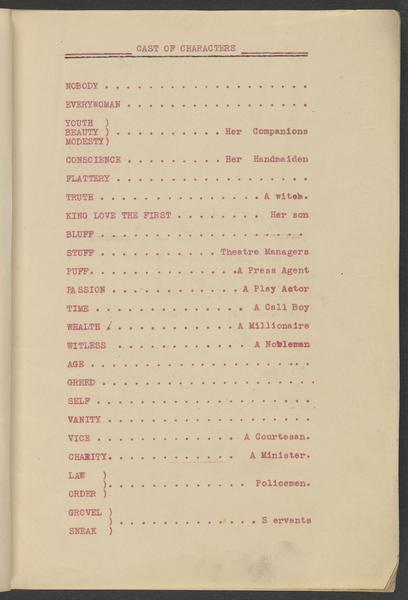 CAST OF CHARACTERS
NOBODY . . . . . . . . . . . . . . . . . . . .
EVERYWOMAN . . . . . . . . . . . . . . . . . .
YOUTH )
BEAUTY ) . . . . . . . . . . . Her Companions
MODESTY)
CONSCIENCE . . . . . . . . . . Her Handmaiden
FLATTERY . . . . . . . . . . . . . . . . . . .
TRUTH . . . . . . . . . . . . . . . . A witch.
KING LOVE THE FIRST . . . . . . . . Her son
BLUFF . . . . . . . . . . . . . . . . . . . .
STUFF . . . . . . . . . . . . Theatre Managers
PUFF. . . . . . . . . . . . . . .A Press Agent
PASSION . . . . . . . . . . . . A Play Actor
TIME . . . . . . . . . . . . . . . A Call Boy
WEALTH . . . . . . . . . . . . . A Millionaire
WITLESS . . . . . . . . . . . . A Nobleman
AGE . . . . . . . . . . . . . . . . . . . . .
GREED . . . . . . . . . . . . . . . . . . . .
SELF . . . . . . . . . . . . . . . . . . . .
VANITY . . . . . . . . . . . . . . . . . . .
VICE . . . . . . . . . . . . . . A Courtesan.
CHARITY. . . . . . . . . . . . . A Minister.
LAW )
). . . . . . . . . . . . . . Policemen.
ORDER )
GROVEL )
) . . . . . . . . . . . . . S ervants
SNEAK )